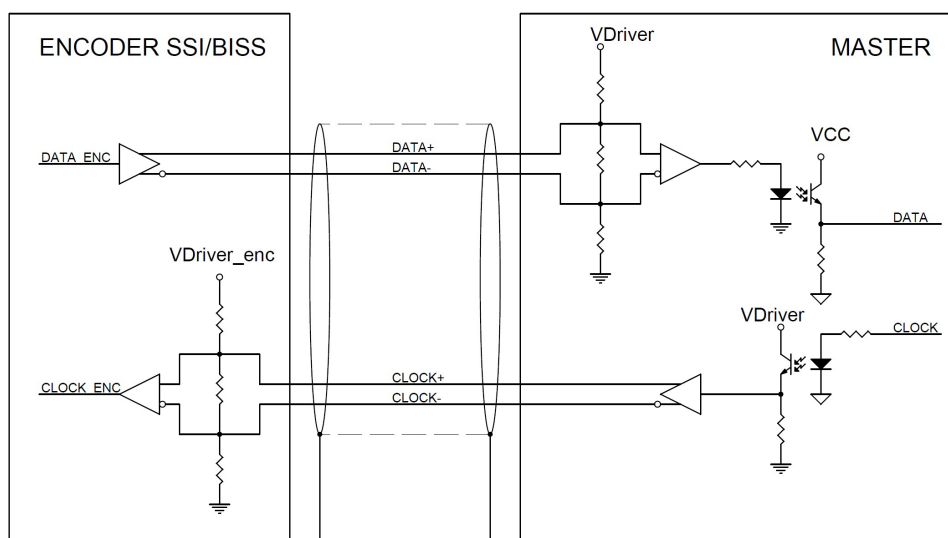 ENCODER SSI/BISS
MASTER
VDriver
DATA_ENC
DATA+
DATA-
VCC
DATA
VDriver_enc
VDriver
CLOCK
CLOCK_ENC
CLOCK+
CLOCK-